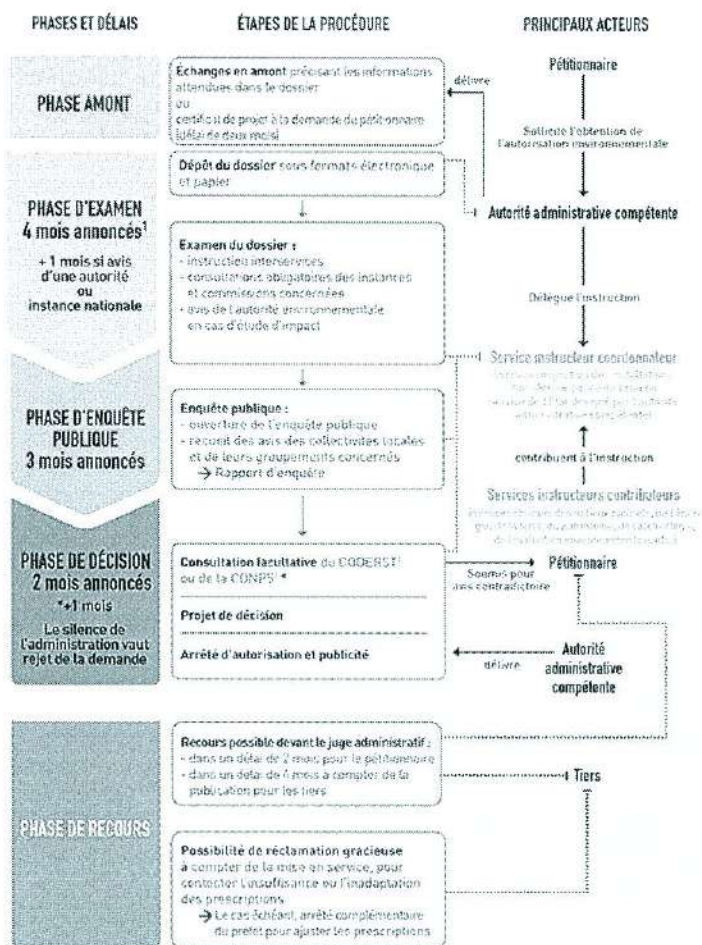 PHASES ET DÉLAIS
ÉTAPES DE LA PROCÉDURE
PRINCIPAUX ACTEURS
PHASE AMONT
Échanges en amont précisant les informations
attendues dans le dossier
ou
certificat de projet à la demande du pétitionnaire
(délai de deux mois)
délivre
Pétitionnaire
Sollicite l'obtention de
l'autorisation environnementale
Dépôt du dossier sous formats électronique
et papier
Autorité administrative compétente
PHASE D'EXAMEN
4 mois annoncés¹
+ 1 mois si avis
d'une autorité
ou
instance nationale
Examen du dossier :
- instruction interservices
- consultations obligatoires des instances
et commissions concernées
- avis de l'autorité environnementale
en cas d'étude d'impact
Délègue l'instruction
Service instructeur coordonnateur
PHASE D'ENQUÊTE
PUBLIQUE
3 mois annoncés
Enquête publique :
- ouverture de l'enquête publique
- recueil des avis des collectivités locales
et de leurs groupements concernés
→ Rapport d'enquête
contribuent à l'instruction
Services instructeurs contributeurs
PHASE DE DÉCISION
2 mois annoncés
*+1 mois
Le silence de
l'administration vaut
rejet de la demande
Consultation facultative du CODERST
ou de la CDNPS *
Projet de décision
Arrêté d'autorisation et publicité
Soumis pour
avis contradictoire
Pétitionnaire
délivre
Autorité
administrative
compétente
PHASE DE RECOURS
Recours possible devant le juge administratif :
- dans un délai de 2 mois pour le pétitionnaire
- dans un délai de 4 mois à compter de la
publication pour les tiers
Tiers
Possibilité de réclamation gracieuse
à compter de la mise en service, pour
contester l'insuffisance ou l'inadaptation
des prescriptions
→ Le cas échéant, arrêté complémentaire
du préfet pour ajuster les prescriptions